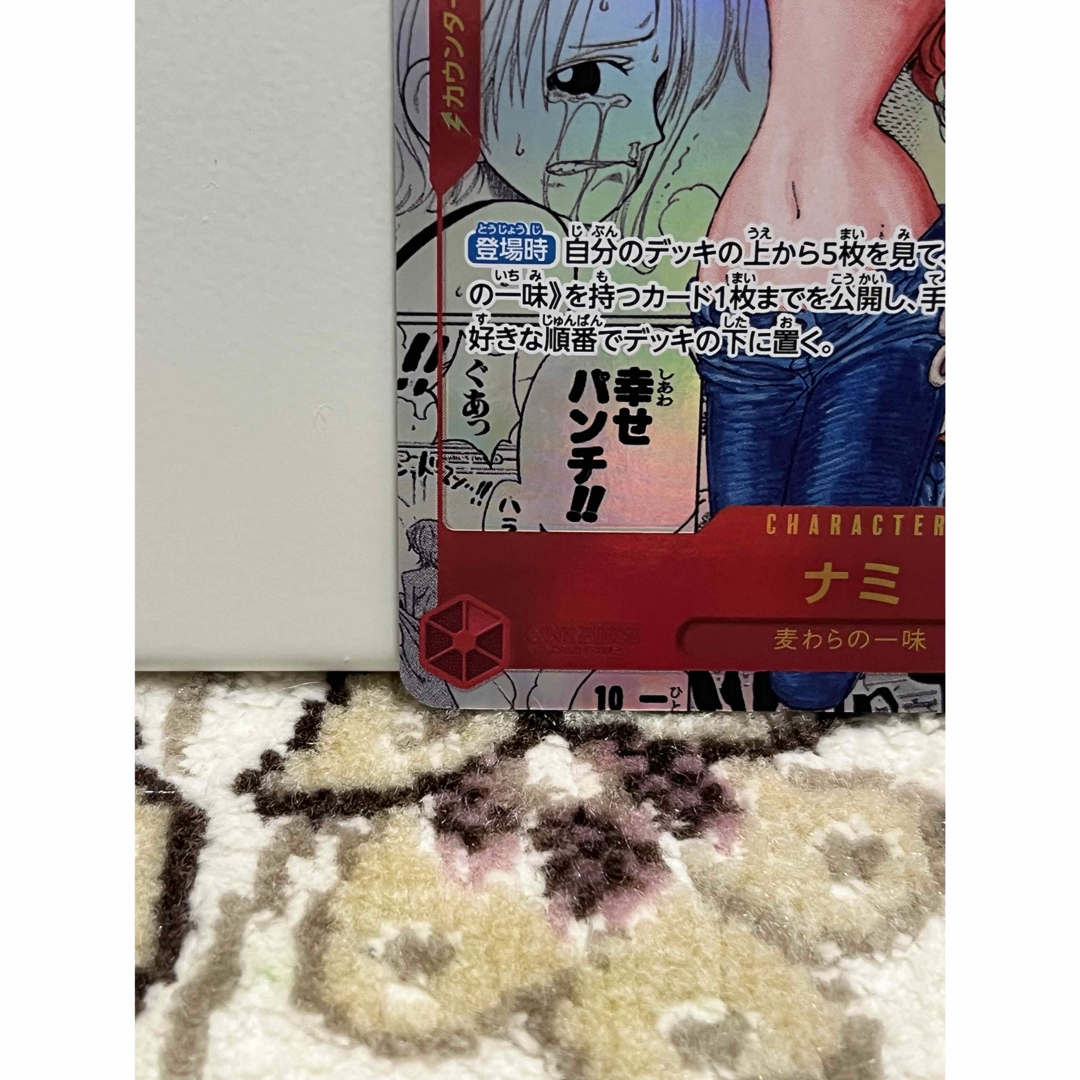 カウンター
登場時 自分のデッキの上から5枚を見て、
の一味》を持つカード1枚までを公開し、手
好きな順番でデッキの下に置く。
幸せ
パンチ!!
ぐあっ
ハラ
CHARACTER
ナミ
麦わらの一味
10 一